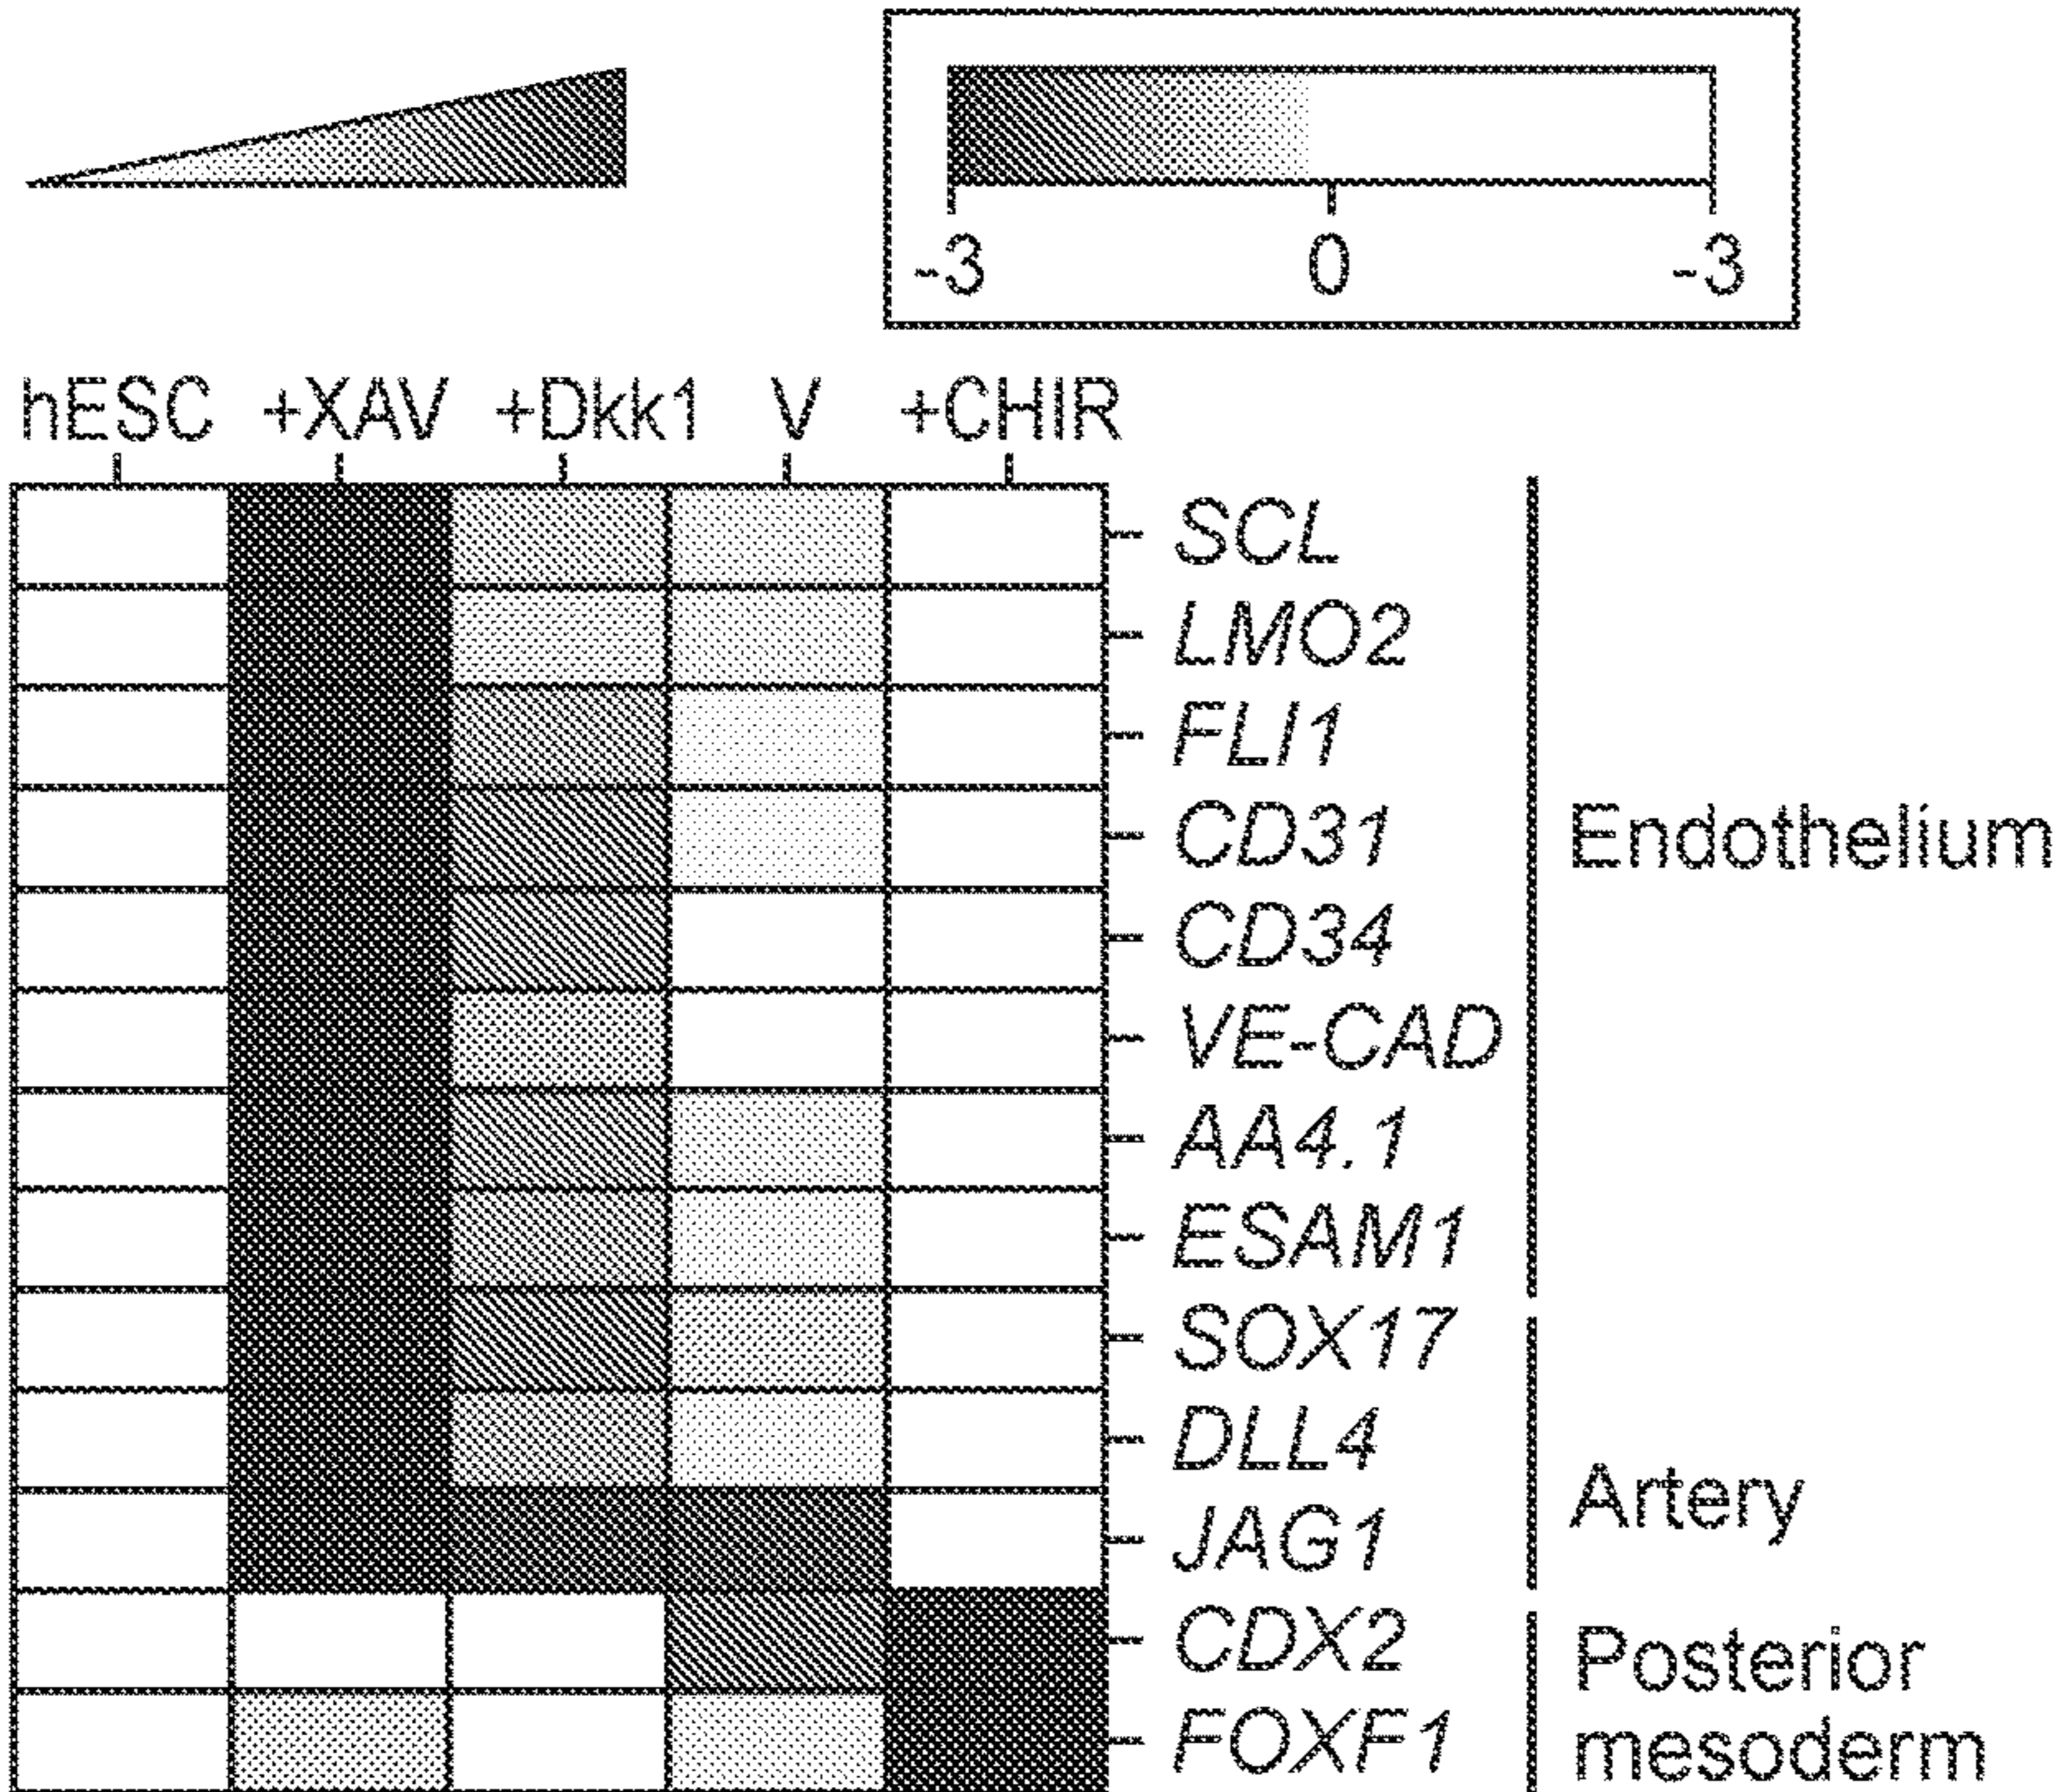 -3 0 -3
hESC +XAV +Dkk1 V +CHIR
SCL
LMO2
FLI1
CD31
Endothelium
CD34
VE-CAD
AA4.1
ESAM1
SOX17
DLL4
Artery
JAG1
CDX2
Posterior
mesoderm
FOXF1